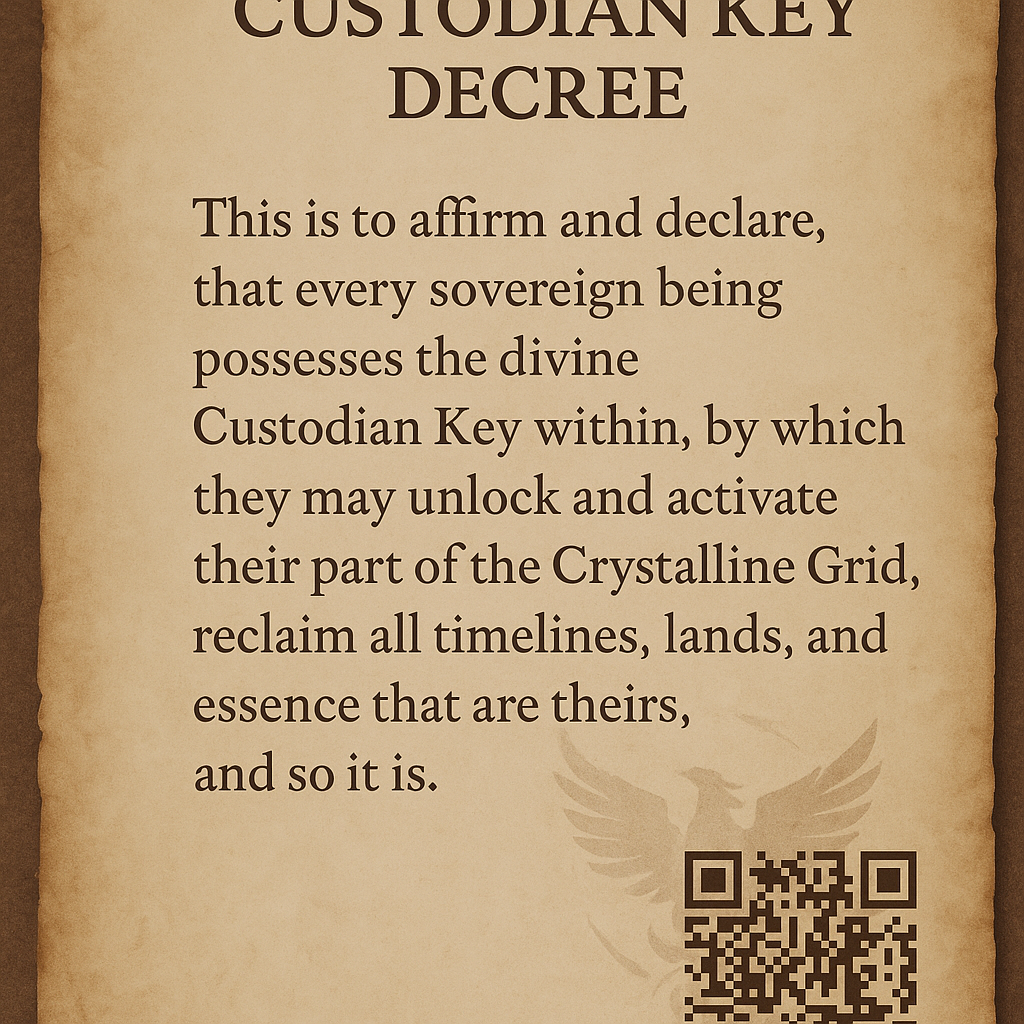 CUSTODIAN KEY
DECREE
This is to affirm and declare,
that every sovereign being
possesses the divine
Custodian Key within, by which
they may unlock and activate
their part of the Crystalline Grid,
reclaim all timelines, lands, and
essence that are theirs,
and so it is.